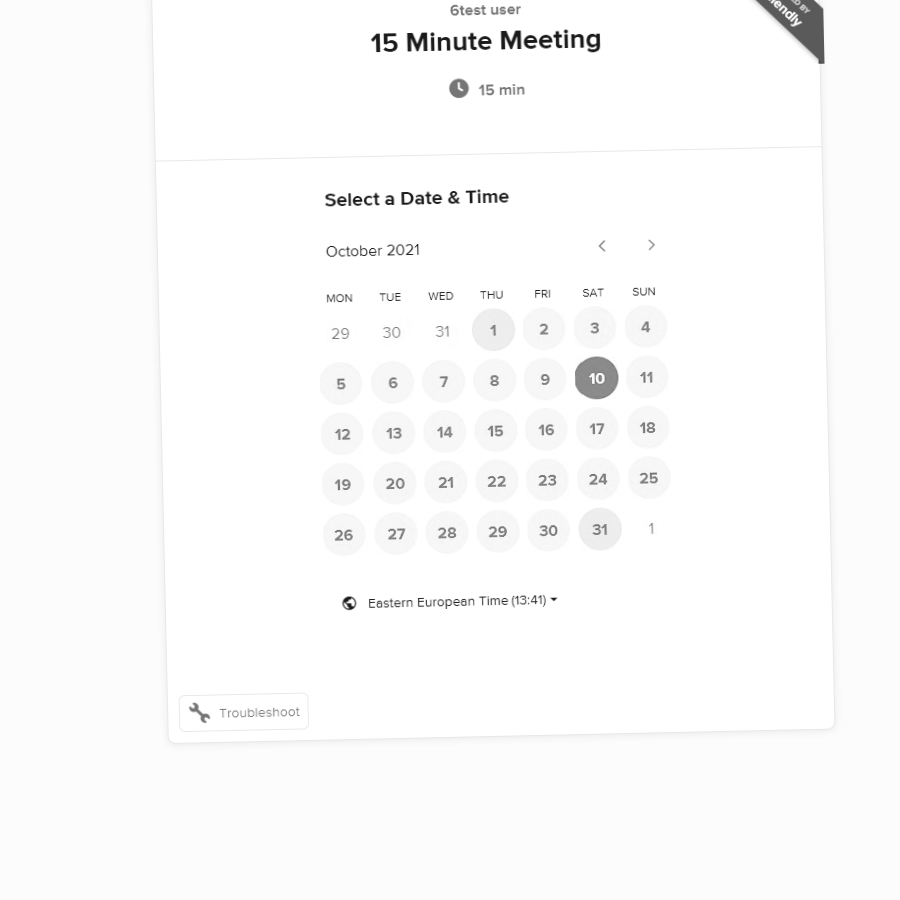 6test user
15 Minute Meeting
15 min
BY
Select a Date & Time
October 2021
MON TUE WED THU FRI SAT SUN
29 30 31 1 2 3 4
5 6 7 8 9 10 11
12 13 14 15 16 17 18
19 20 21 22 23 24 25
26 27 28 29 30 31 1
Eastern European Time (13:41)
Troubleshoot